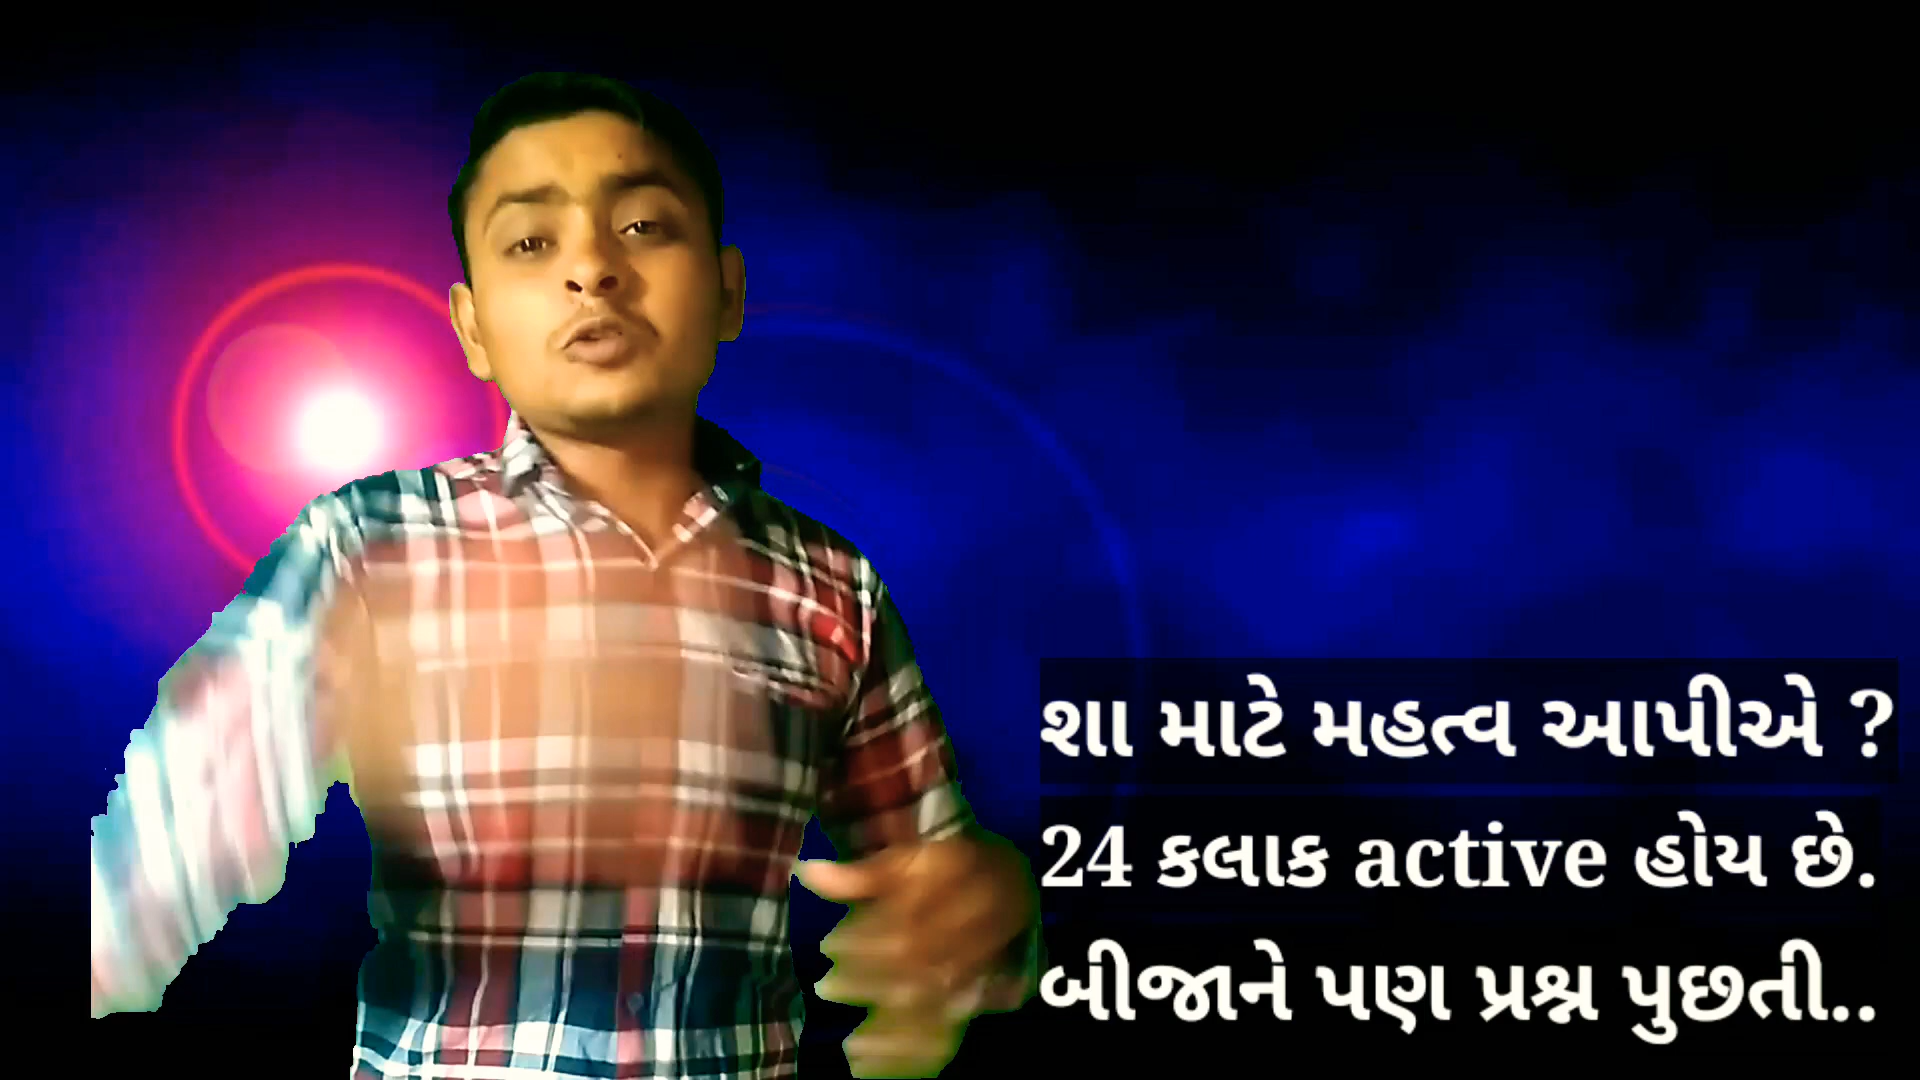 શા માટે મહત્વ આપીએ ?
24 કલાક active હોય છે.
બીજાને પણ પ્રશ્ન પુછતી..